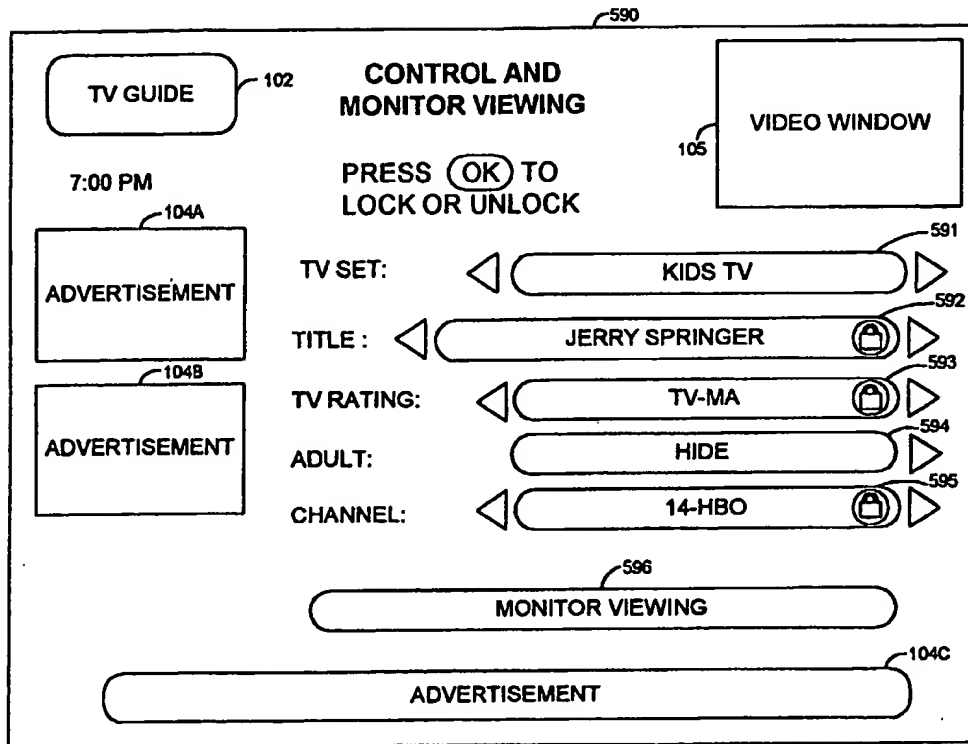 590
TV GUIDE
102
CONTROL AND
MONITOR VIEWING
105
VIDEO WINDOW
7:00 PM
PRESS OK TO
LOCK OR UNLOCK
104A
ADVERTISEMENT
104B
ADVERTISEMENT
591
TV SET:
KIDS TV
592
TITLE :
JERRY SPRINGER
593
TV RATING:
TV-MA
594
ADULT:
HIDE
595
CHANNEL:
14-HBO
596
MONITOR VIEWING
104C
ADVERTISEMENT